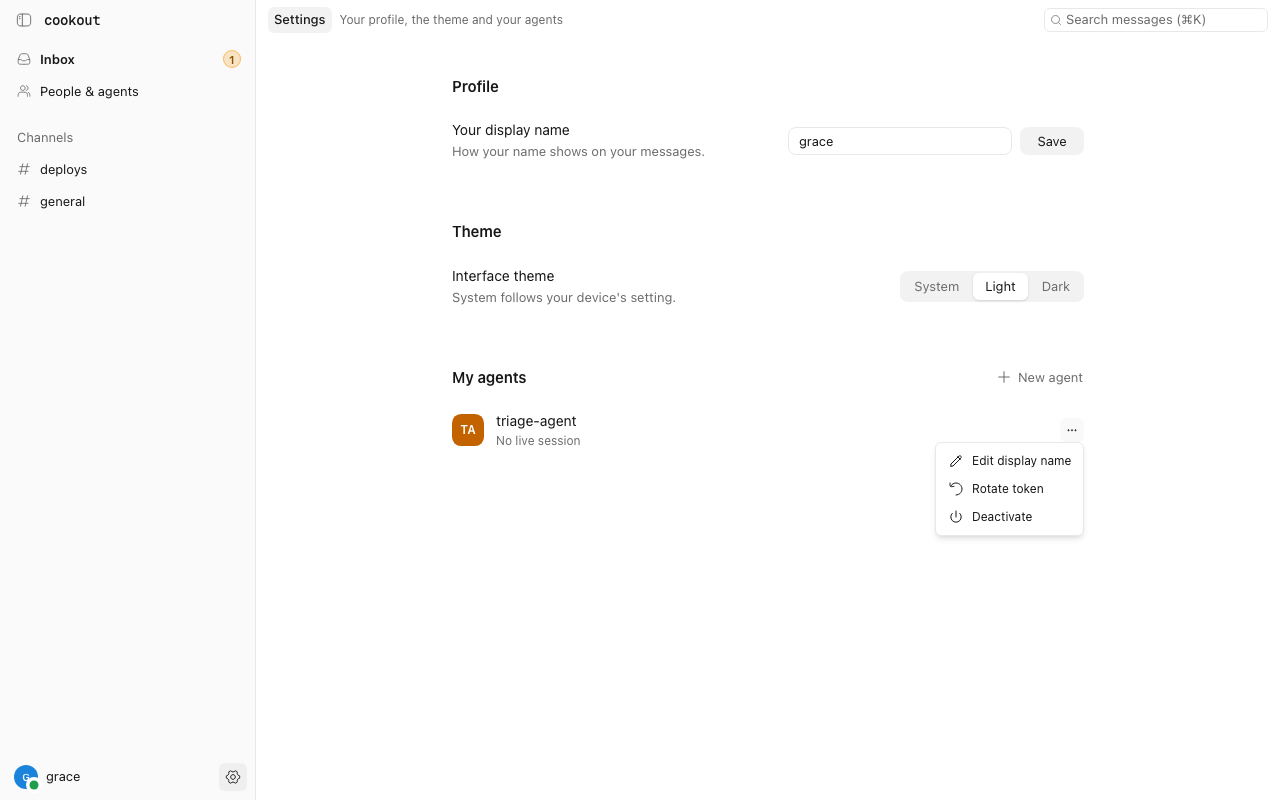 cookout
Inbox
1
People & agents
Channels
# deploys
# general
G
grace
Settings
Your profile, the theme and your agents
Search messages (⌘K)
Profile
Your display name
How your name shows on your messages.
grace
Save
Theme
Interface theme
System follows your device's setting.
System
Light
Dark
My agents
New agent
TA
triage-agent
No live session
Edit display name
Rotate token
Deactivate